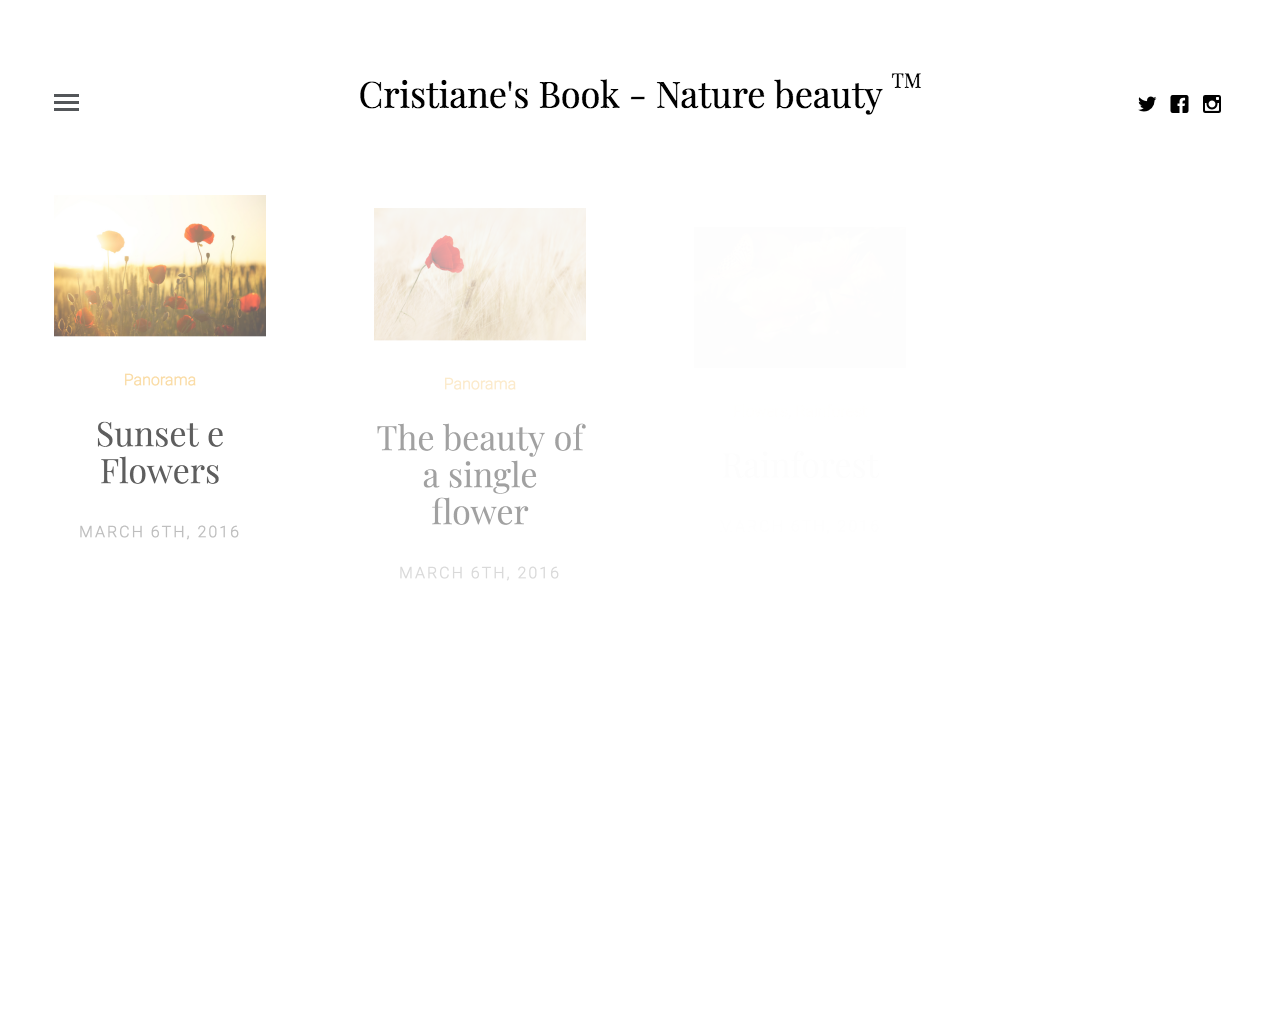 Cristiane's Book - Nature beauty ™
Panorama
Sunset e
Flowers
MARCH 6TH, 2016
Panorama
The beauty of
a single
flower
MARCH 6TH, 2016
Rainforest